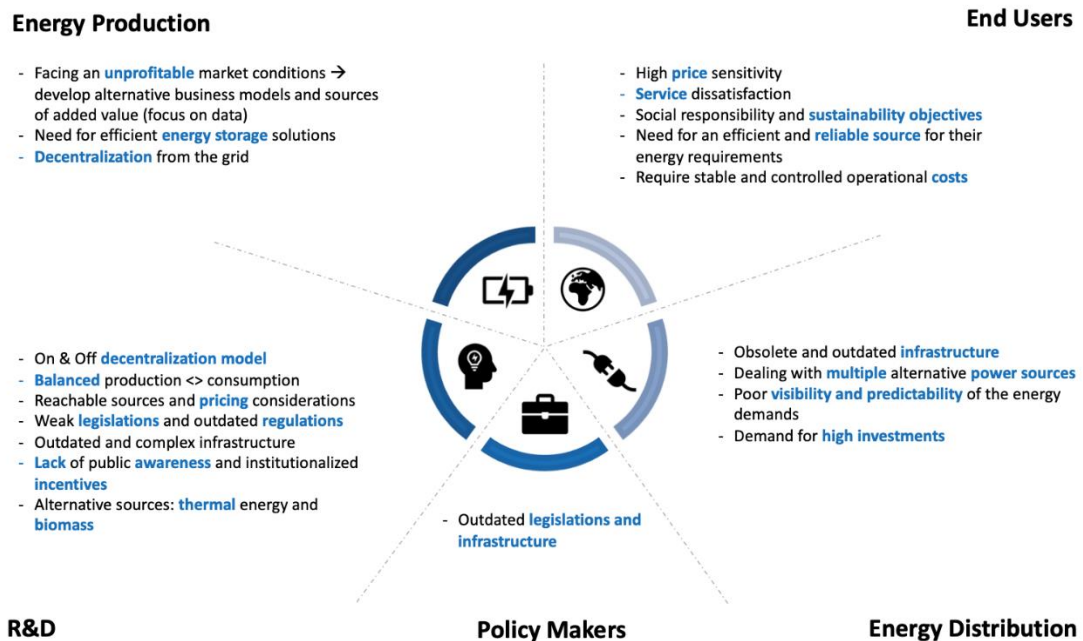 Energy Production
- Facing an unprofitable market conditions →
develop alternative business models and sources
of added value (focus on data)
- Need for efficient energy storage solutions
- Decentralization from the grid
End Users
- High price sensitivity
- Service dissatisfaction
- Social responsibility and sustainability objectives
- Need for an efficient and reliable source for their
energy requirements
- Require stable and controlled operational costs
- On & Off decentralization model
- Balanced production <> consumption
- Reachable sources and pricing considerations
- Weak legislations and outdated regulations
- Outdated and complex infrastructure
- Lack of public awareness and institutionalized
incentives
- Alternative sources: thermal energy and
biomass
R&D
- Outdated legislations and
infrastructure
Policy Makers
- Obsolete and outdated infrastructure
- Dealing with multiple alternative power sources
- Poor visibility and predictability of the energy
demands
- Demand for high investments
Energy Distribution